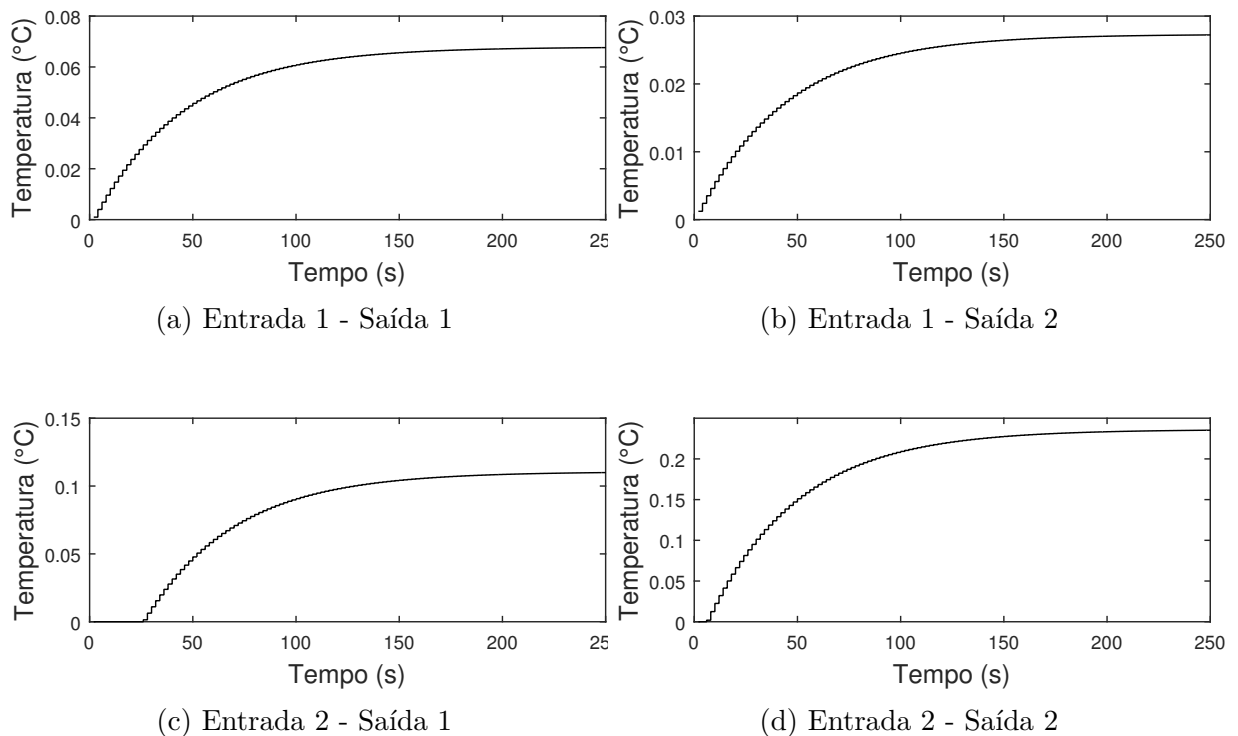 Temperatura (°C)
0.08
0.06
0.04
0.02
0
0 50 100 150 200 25
Tempo (s)
(a) Entrada 1 - Saída 1
Temperatura (°C)
0.03
0.02
0.01
0
0 50 100 150 200 250
Tempo (s)
(b) Entrada 1 - Saída 2
Temperatura (°C)
0.15
0.1
0.05
0
0 50 100 150 200 25
Tempo (s)
(c) Entrada 2 - Saída 1
Temperatura (°C)
0.2
0.15
0.1
0.05
0
0 50 100 150 200 250
Tempo (s)
(d) Entrada 2 - Saída 2